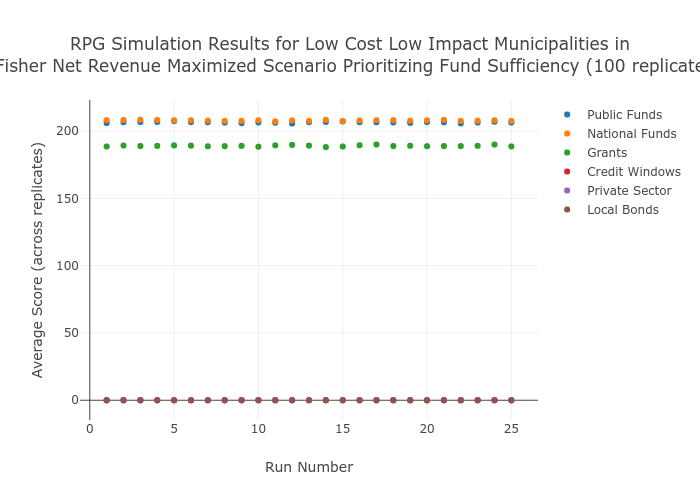 RPG Simulation Results for Low Cost Low Impact Municipalities in
Fisher Net Revenue Maximized Scenario Prioritizing Fund Sufficiency (100 replicate
Average Score (across replicates)
200
150
100
50
0
0 5 10 15 20 25
Run Number
Public Funds
National Funds
Grants
Credit Windows
Private Sector
Local Bonds